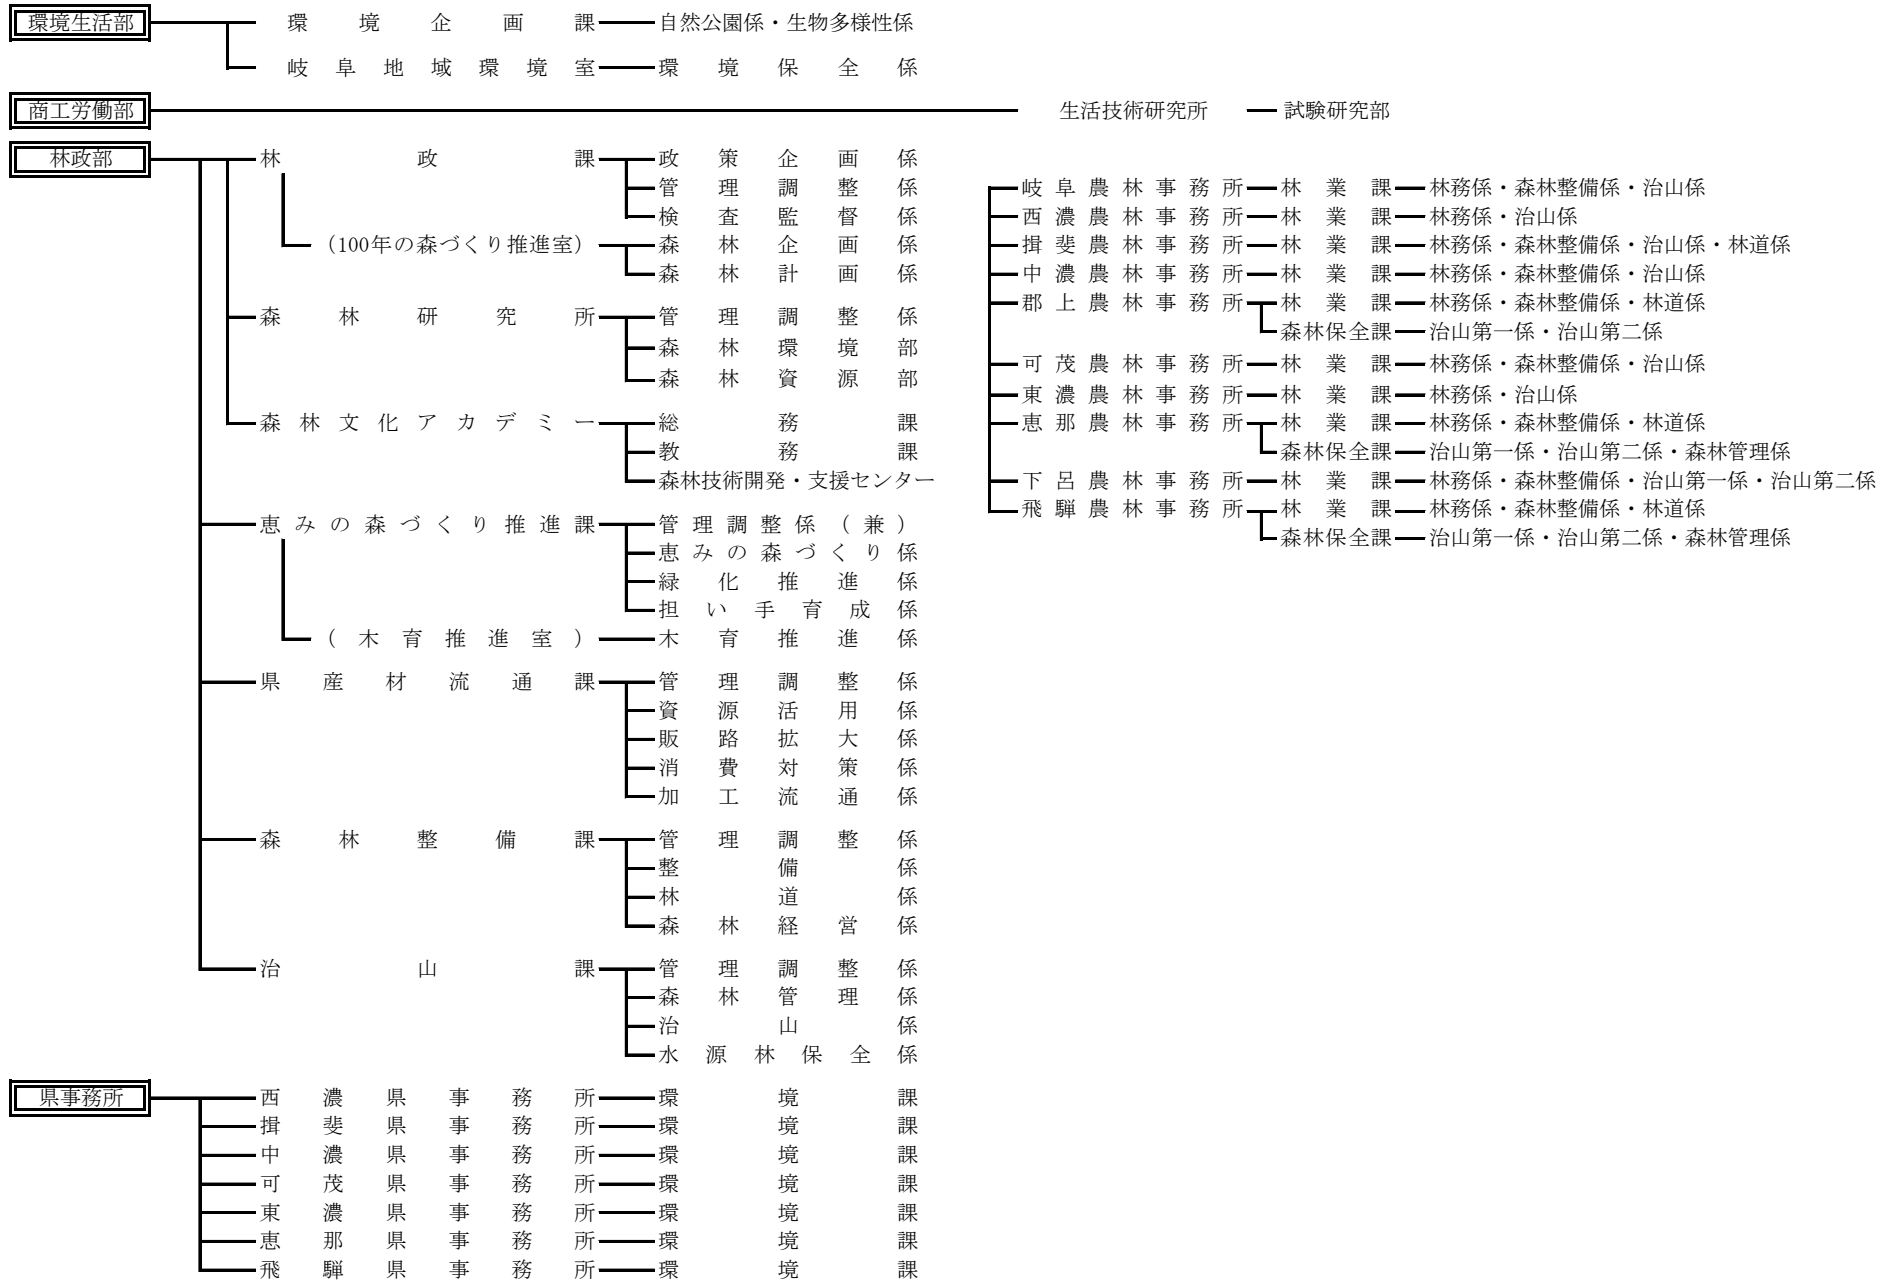 環境生活部 環境企画課 自然公園係・生物多様性係
岐阜地域環境室 環境保全係
商工労働部 生活技術研究所 試験研究部
林政部 林政課 政策企画係
管理調整係
検査監督係
(100年の森づくり推進室) 森林企画係
森林計画係
森林研究所 管理調整係
森林環境部
森林資源部
森林文化アカデミー 総務課
教務課
森林技術開発・支援センター
恵みの森づくり推進課 管理調整係(兼)
恵みの森づくり係
緑化推進係
担い手育成係
(木育推進室) 木育推進係
県産材流通課 管理調整係
資源活用係
販路拡大係
消費対策係
加工流通係
森林整備課 管理調整係
整備係
林道係
森林経営係
治山課 管理調整係
森林管理係
治山係
水源林保全係
岐阜農林事務所 林業課 林務係・森林整備係・治山係
西濃農林事務所 林業課 林務係・治山係
揖斐農林事務所 林業課 林務係・森林整備係・治山係・林道係
中濃農林事務所 林業課 林務係・森林整備係・治山係
郡上農林事務所 林業課 林務係・森林整備係・林道係
森林保全課 治山第一係・治山第二係
可茂農林事務所 林業課 林務係・森林整備係・治山係
東濃農林事務所 林業課 林務係・治山係
恵那農林事務所 林業課 林務係・森林整備係・林道係
森林保全課 治山第一係・治山第二係・森林管理係
下呂農林事務所 林業課 林務係・森林整備係・治山第一係・治山第二係
飛騨農林事務所 林業課 林務係・森林整備係・林道係
森林保全課 治山第一係・治山第二係・森林管理係
県事務所 西濃県事務所 環境課
揖斐県事務所 環境課
中濃県事務所 環境課
可茂県事務所 環境課
東濃県事務所 環境課
恵那県事務所 環境課
飛騨県事務所 環境課